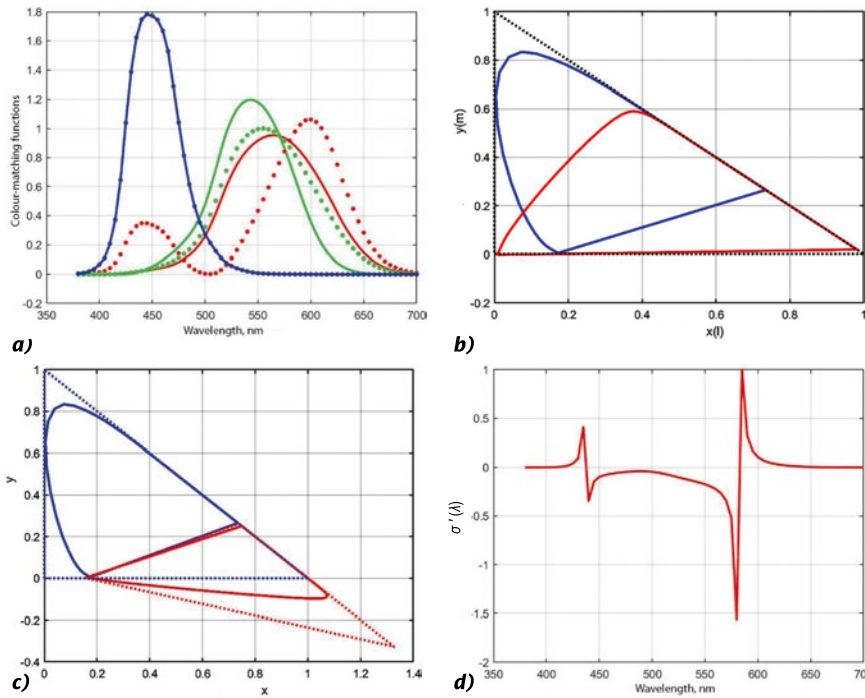 Colour-matching functions
1.8
1.6
1.4
1.2
1
0.8
0.6
0.4
0.2
0
-0.2
350 400 450 500 550 600 650 700
Wavelength, nm
a)
y(m)
1
0.8
0.6
0.4
0.2
0
-0.2
0 0.2 0.4 0.6 0.8 1
x(l)
b)
y
1
0.8
0.6
0.4
0.2
0
-0.2
-0.4
0 0.2 0.4 0.6 0.8 1.0 1.2 1.4
x
c)
σ'(λ)
1
0.5
0
-0.5
-1
-1.5
-2
350 400 450 500 550 600 650 700
Wavelength, nm
d)